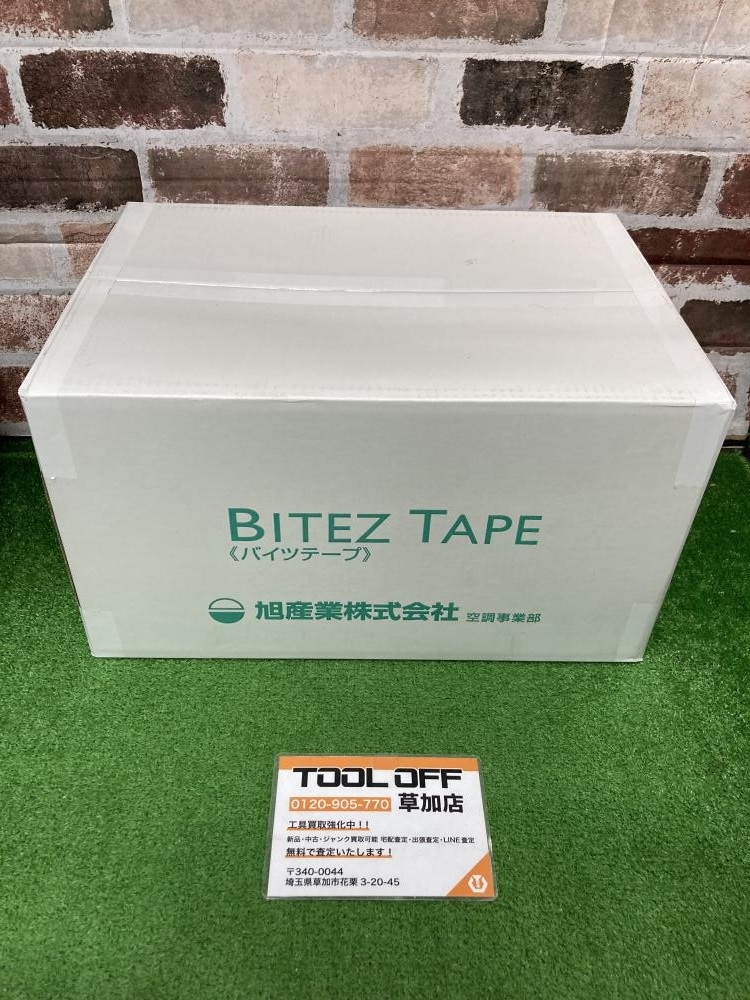 BITEZ TAPE
《バイツテープ》
旭産業株式会社 空調事業部
TOOL OFF
0120-905-770 草加店
工具買取強化中!!
新品・中古・ジャンク買取可能 宅配査定・出張査定・LINE査定
無料で査定いたします!
〒340-0044
埼玉県草加市花栗 3-20-45